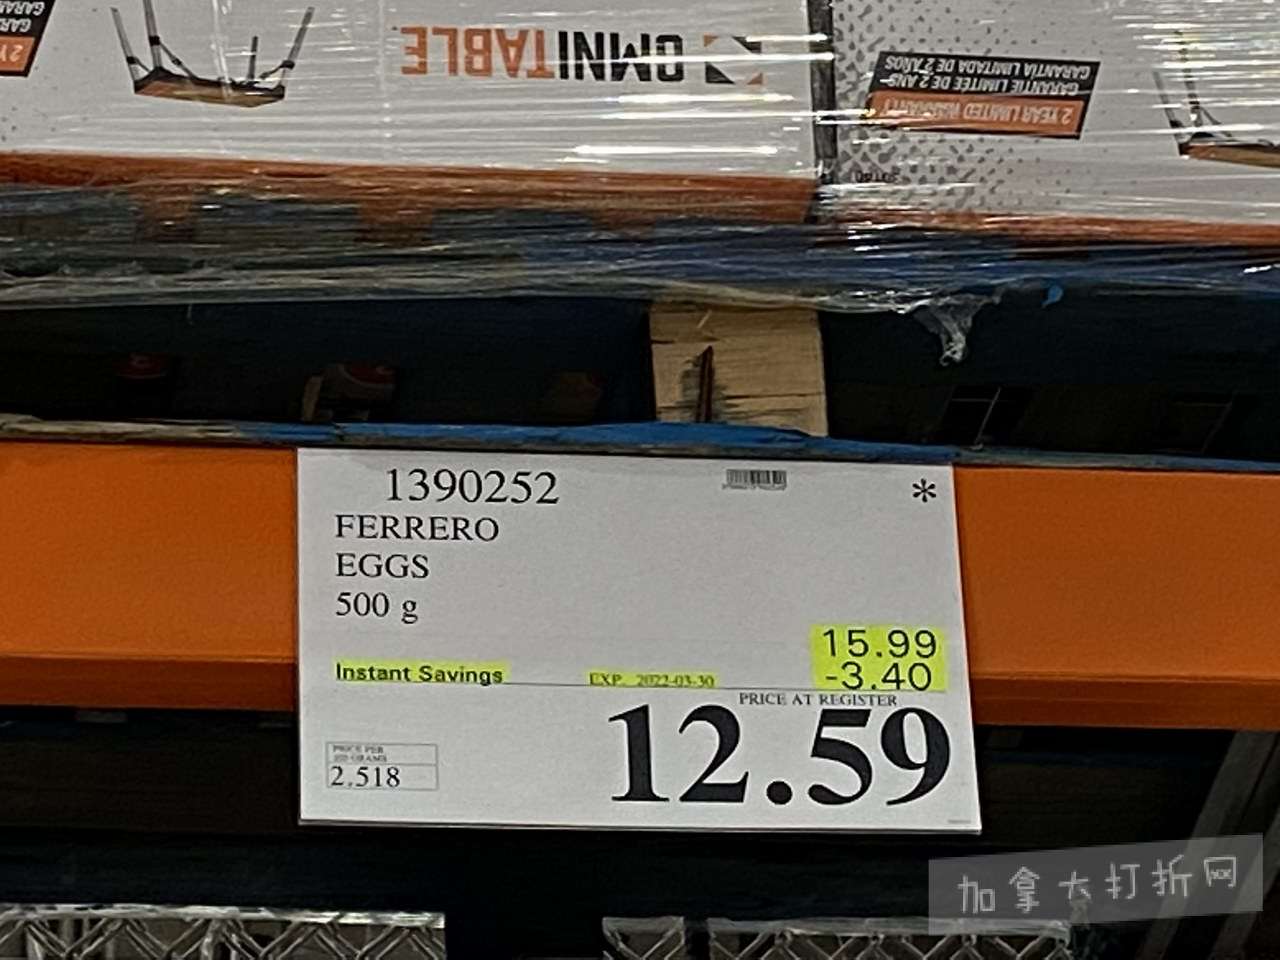 OMNITABLE
2 YEAR LIMITED WARRANTY
GARANTIE LIMITÉE DE 2 ANS
GARANTÍA LIMITADA DE 2 AÑOS
1390252
*
FERRERO
EGGS
500 g
15.99
Instant Savings EXP. 2022-03-30 -3.40
PRICE AT REGISTER
12.59
PRICE PER
100 GRAMS
2.518
加拿大打折网